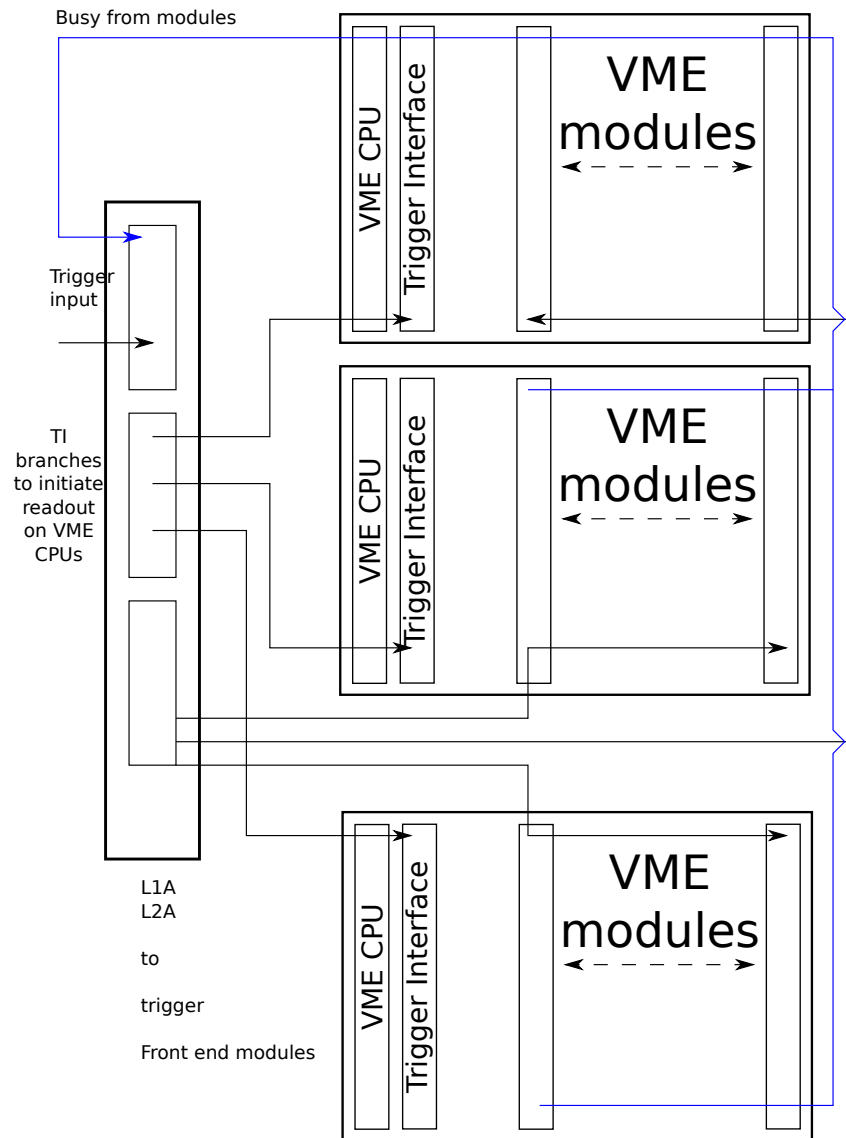 Busy from modules
VME CPU
Trigger Interface
VME
modules
Trigger
input
TI
branches
to initiate
readout
on VME
CPUs
VME CPU
Trigger Interface
VME
modules
L1A
L2A
to
trigger
Front end modules
VME CPU
Trigger Interface
VME
modules